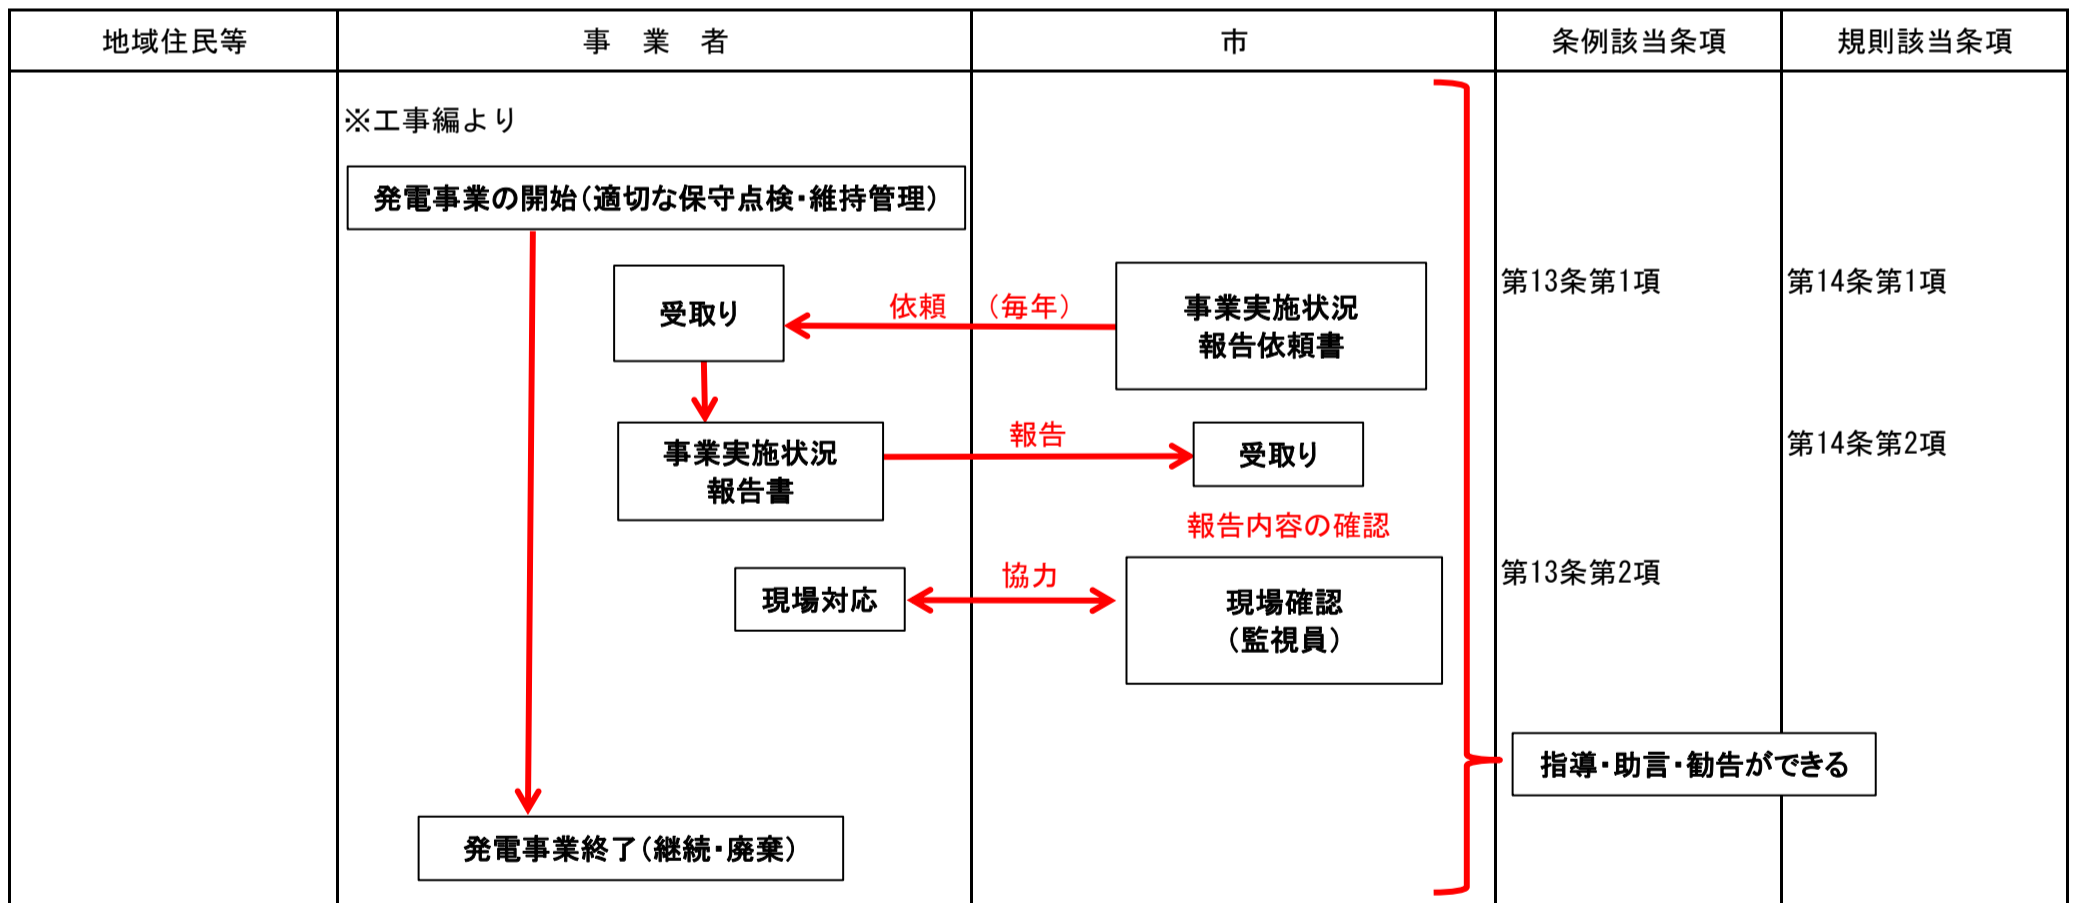 地域住民等
事　業　者
市
条例該当条項
規則該当条項
※工事編より
発電事業の開始（適切な保守点検・維持管理）
受取り
依頼　（毎年）
事業実施状況
報告依頼書
第13条第1項
第14条第1項
事業実施状況
報告書
報告
受取り
第14条第2項
報告内容の確認
現場対応
協力
現場確認
（監視員）
第13条第2項
指導・助言・勧告ができる
発電事業終了（継続・廃棄）